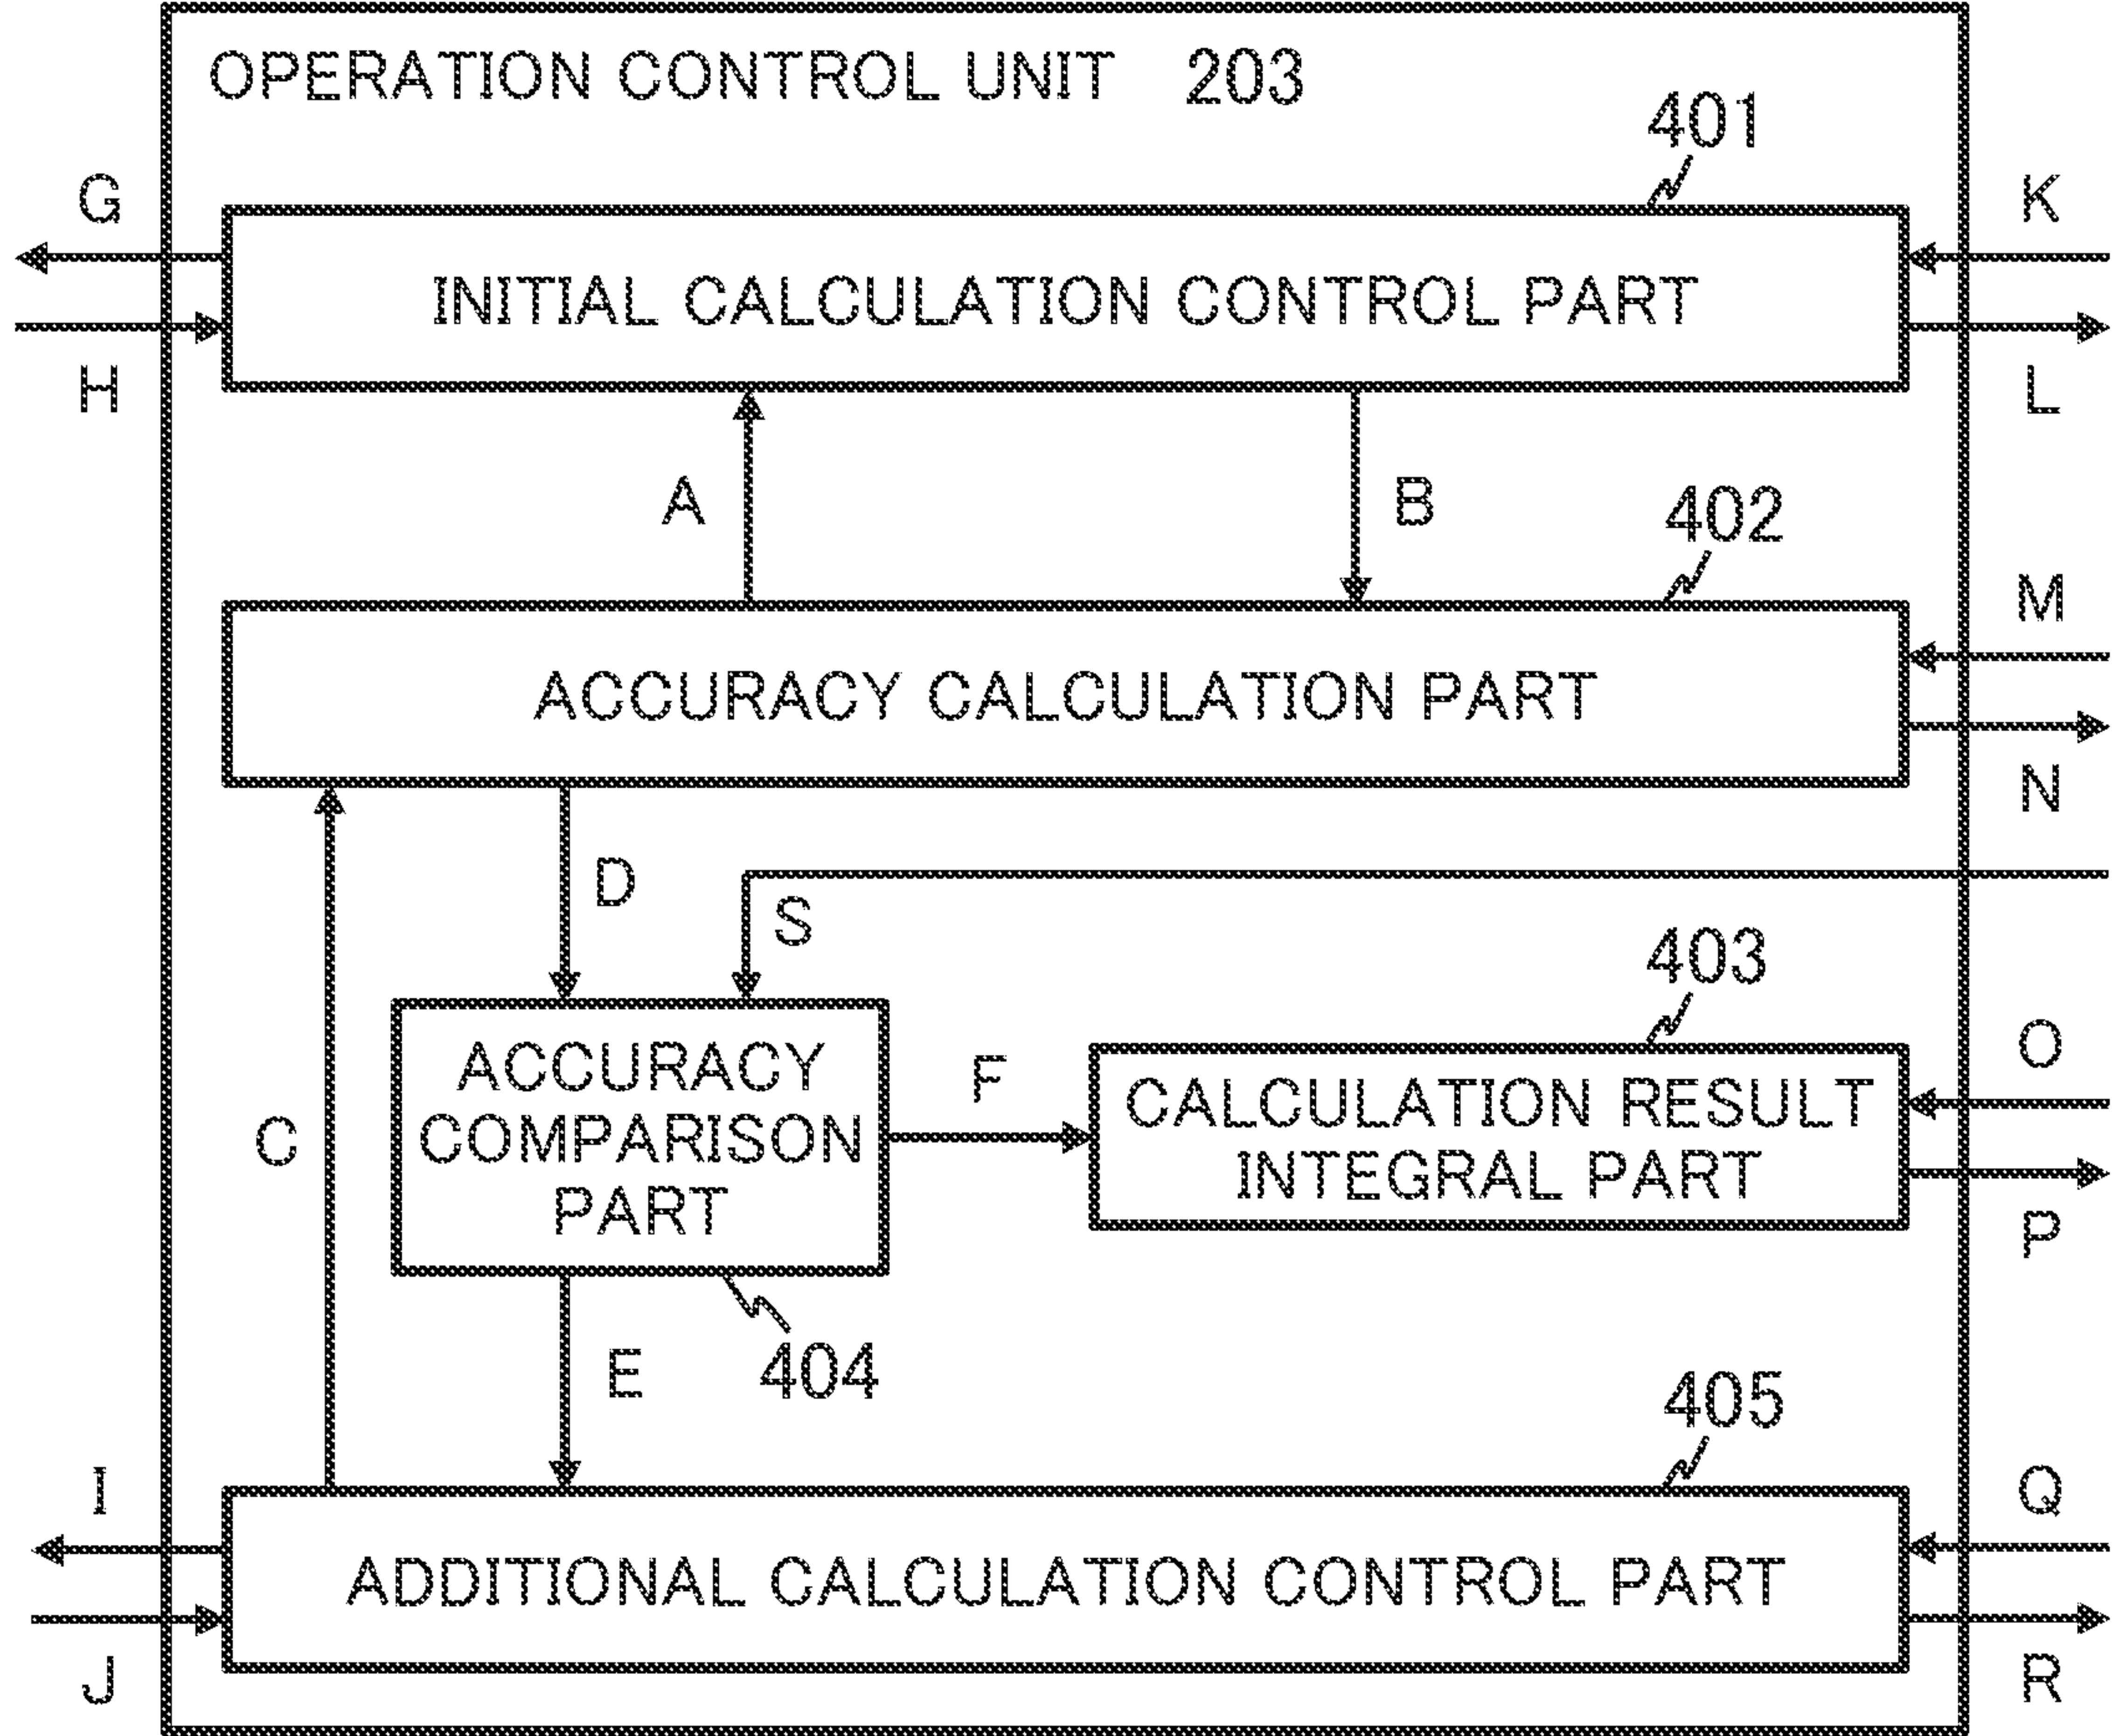 OPERATION CONTROL UNIT 203
401
G
K
INITIAL CALCULATION CONTROL PART
H
L
A
B
402
M
ACCURACY CALCULATION PART
N
D
S
403
O
ACCURACY
COMPARISON
PART
F
CALCULATION RESULT
INTEGRAL PART
C
P
E
404
405
I
Q
ADDITIONAL CALCULATION CONTROL PART
J
R